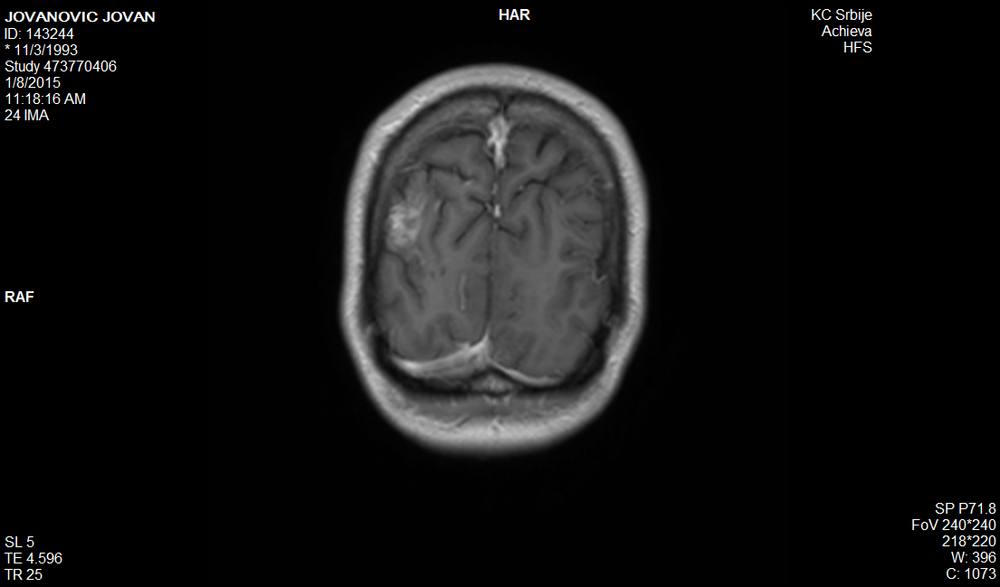 JOVANOVIC JOVAN
ID: 143244
* 11/3/1993
Study 473770406
1/8/2015
11:18:16 AM
24 IMA
HAR
KC Srbije
Achieva
HFS
RAF
SL 5
TE 4.596
TR 25
SP P71.8
FoV 240*240
218*220
W: 396
C: 1073